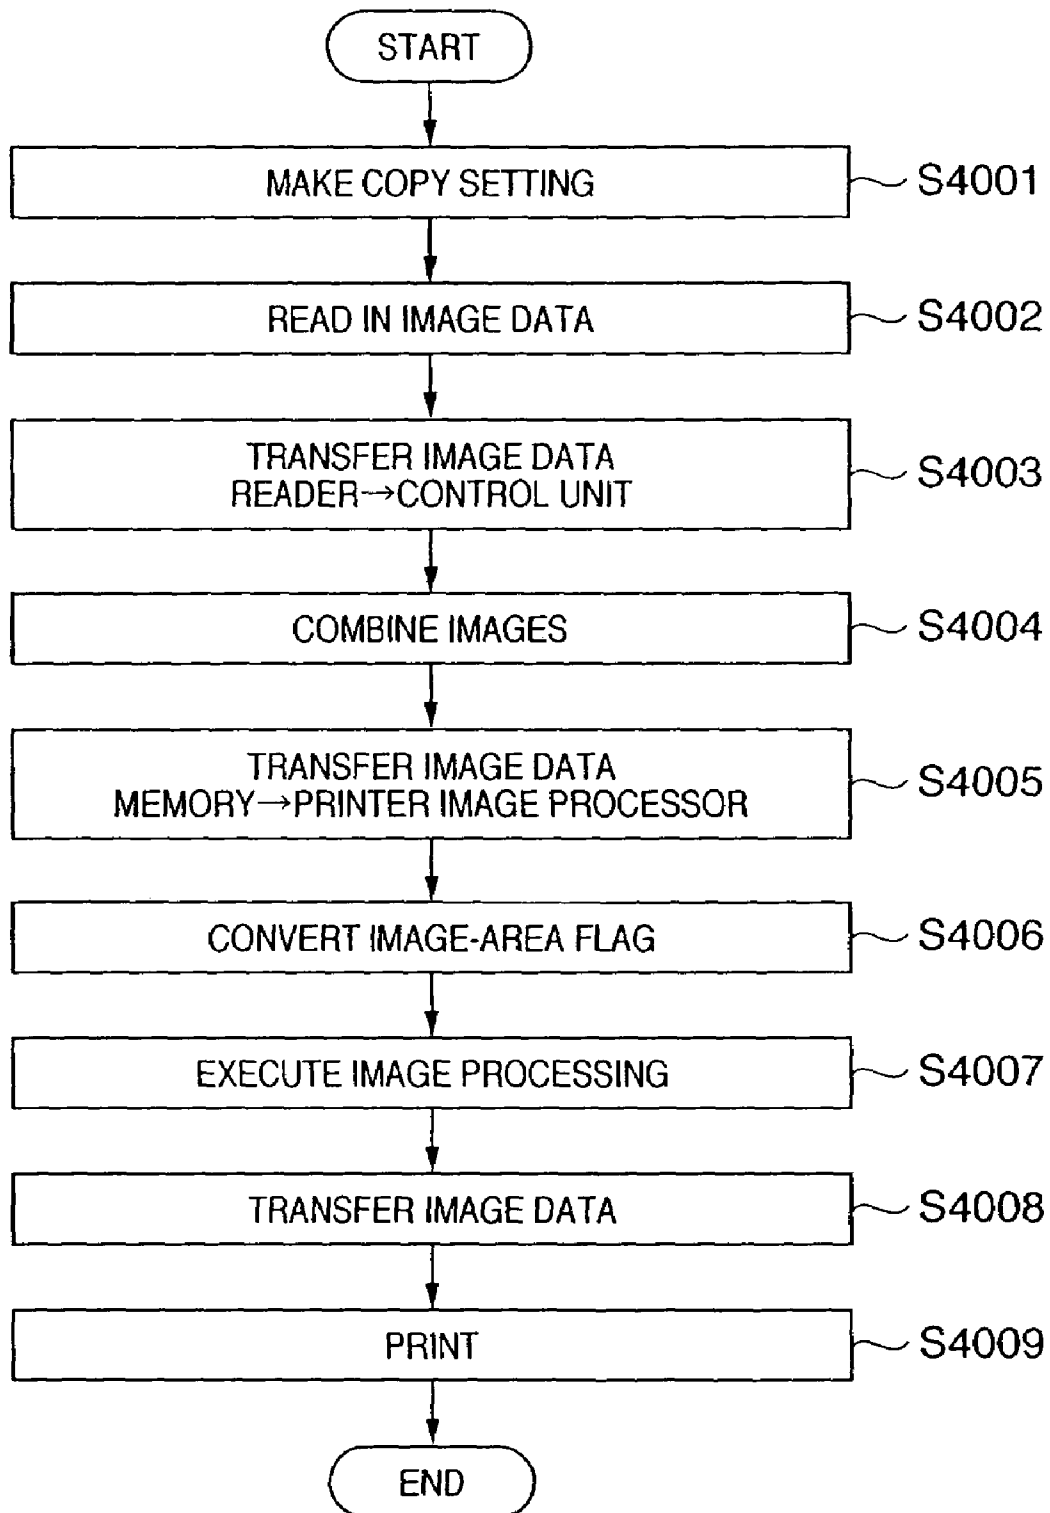 START
MAKE COPY SETTING
S4001
READ IN IMAGE DATA
S4002
TRANSFER IMAGE DATA
READER→CONTROL UNIT
S4003
COMBINE IMAGES
S4004
TRANSFER IMAGE DATA
MEMORY→PRINTER IMAGE PROCESSOR
S4005
CONVERT IMAGE-AREA FLAG
S4006
EXECUTE IMAGE PROCESSING
S4007
TRANSFER IMAGE DATA
S4008
PRINT
S4009
END